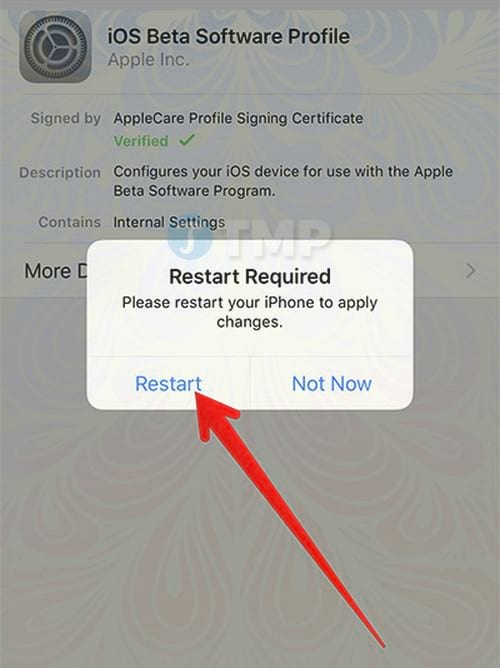 iOS Beta Software Profile
Apple Inc.
Signed by AppleCare Profile Signing Certificate
Verified ✓
Description Configures your iOS device for use with the Apple
Beta Software Program.
Contains Internal Settings
TMP
More D
Restart Required
Please restart your iPhone to apply
changes.
Restart Not Now